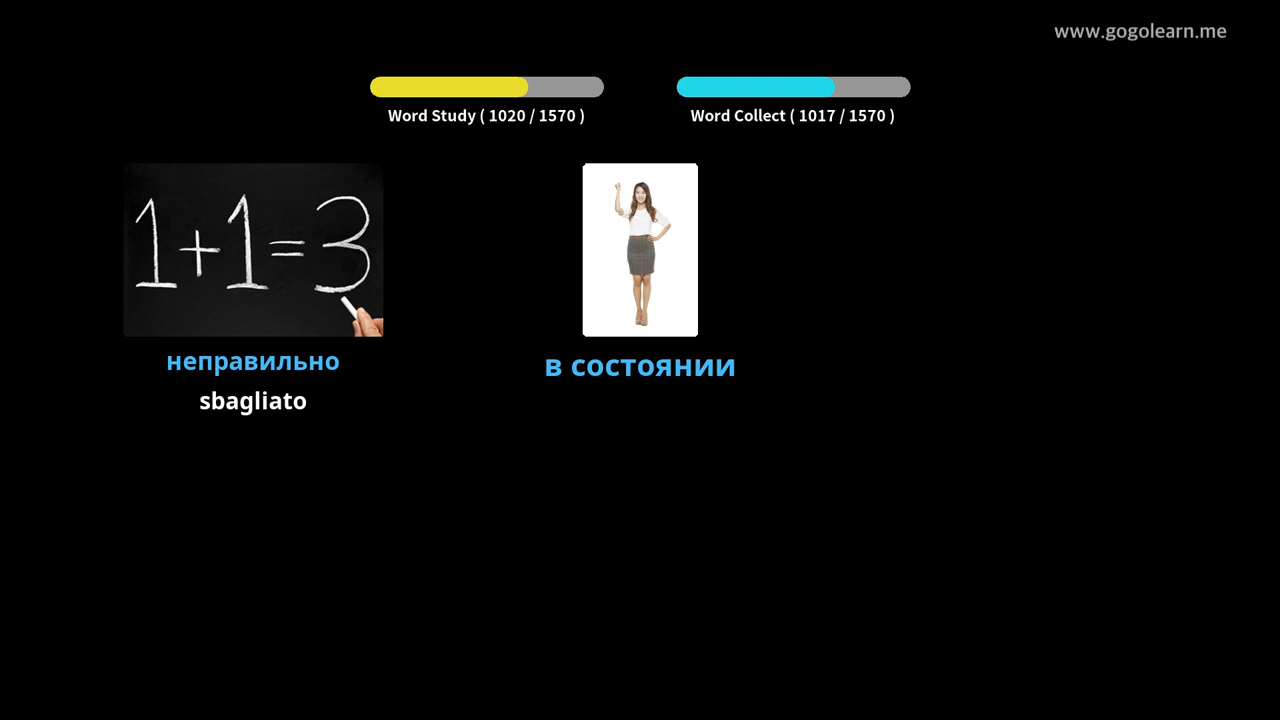 www.gogolearn.me
Word Study ( 1020 / 1570 )
Word Collect ( 1017 / 1570 )
1+1=3
неправильно
sbagliato
в состоянии